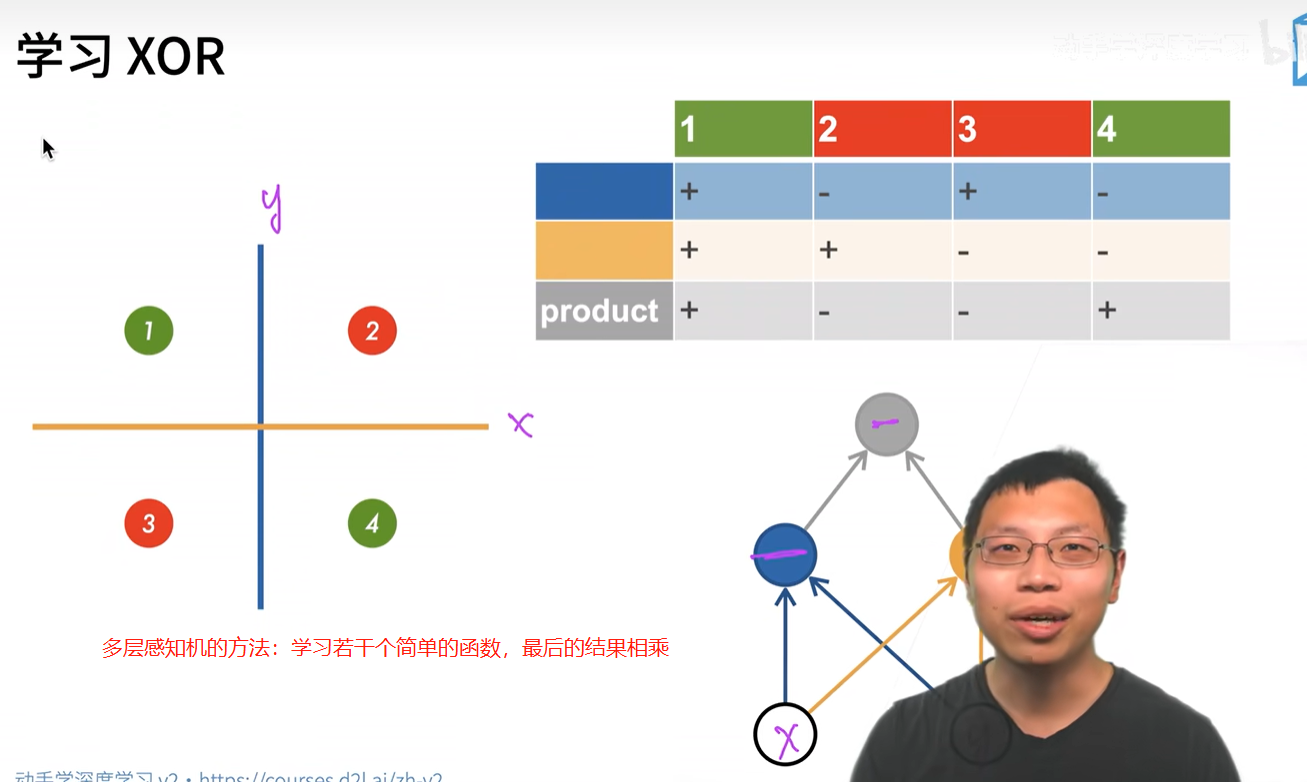 学习 XOR
1 2 3 4
+ - + -
+ + - -
product + - - +
y
1 2
x
3 4
-
-
多层感知机的方法：学习若干个简单的函数，最后的结果相乘
x y
动手学深度学习 v2 · https://courses.d2l.ai/zh-v2